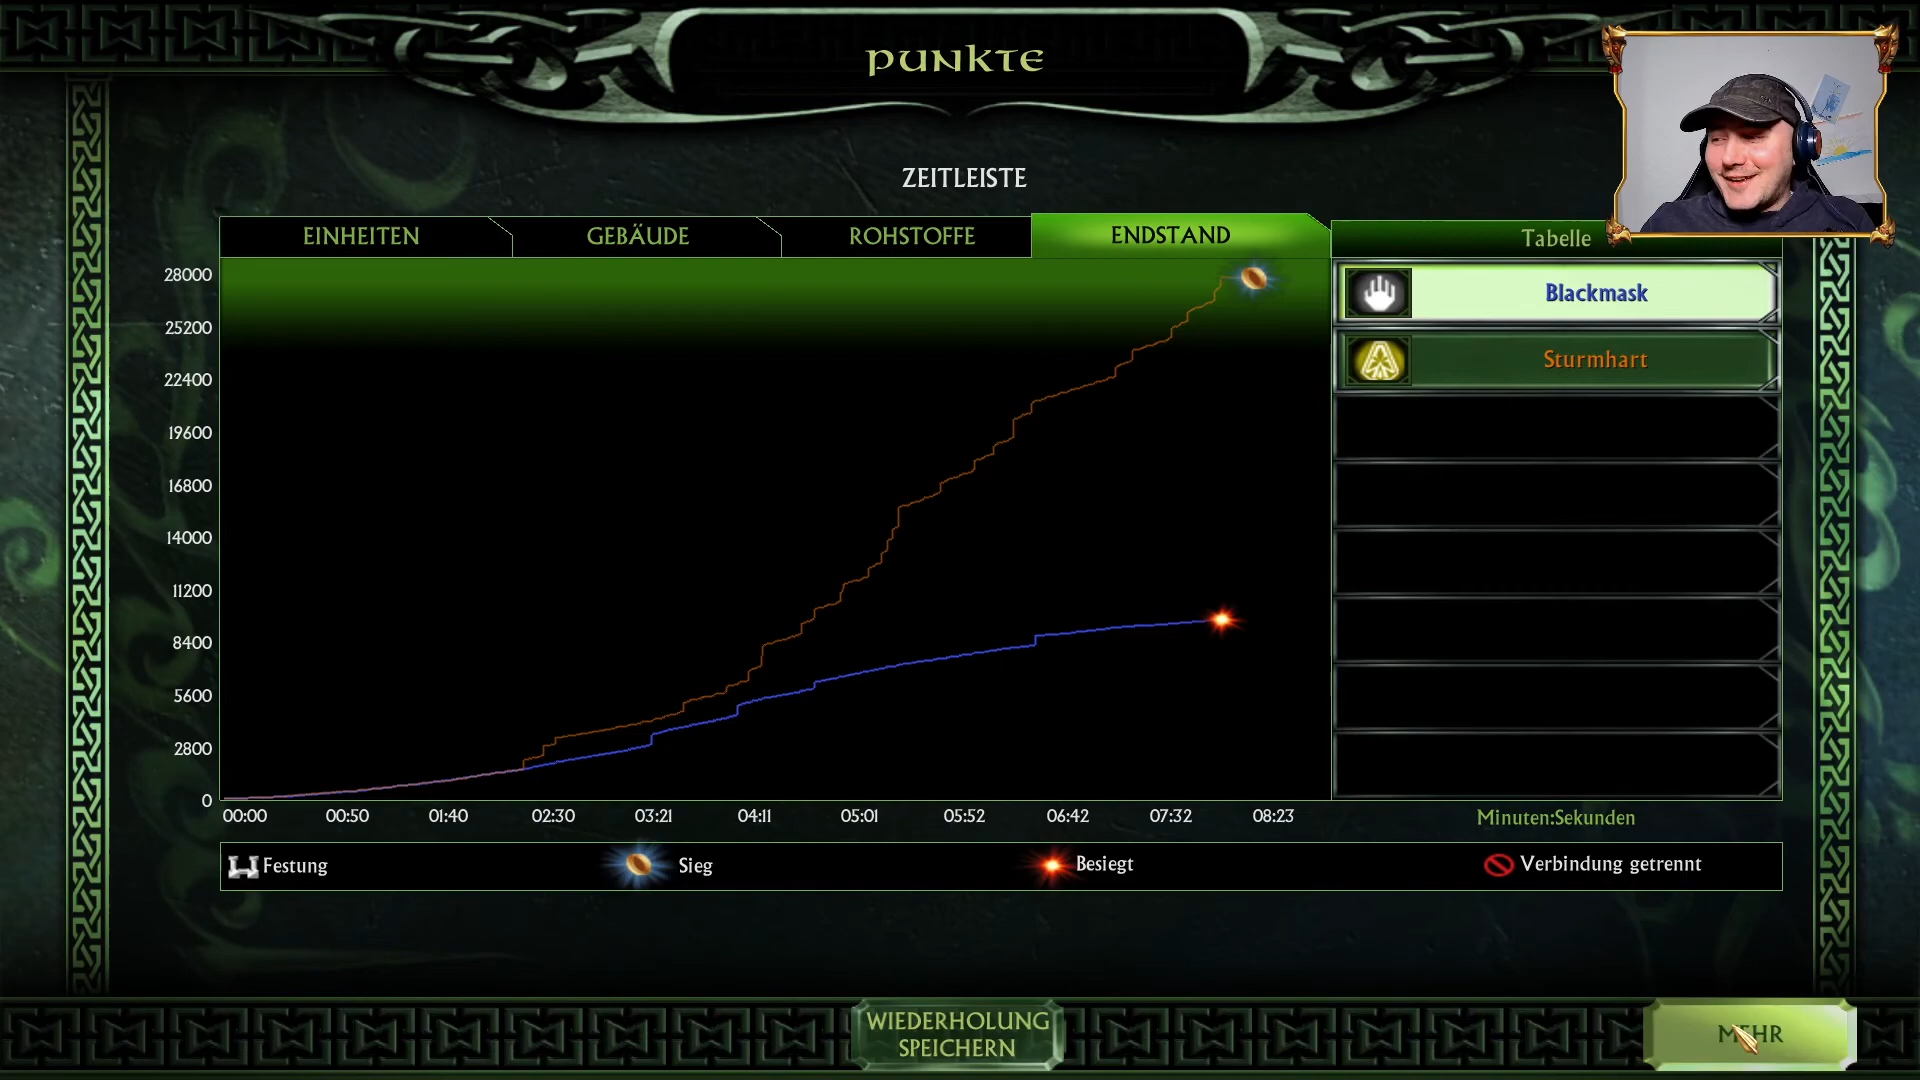 PUNKTE
ZEITLEISTE
EINHEITEN
GEBÄUDE
ROHSTOFFE
ENDSTAND
Tabelle
28000
25200
22400
19600
16800
14000
11200
8400
5600
2800
0
Blackmask
Sturmhart
00:00
00:50
01:40
02:30
03:21
04:11
05:01
05:52
06:42
07:32
08:23
Minuten:Sekunden
Festung
Sieg
Besiegt
Verbindung getrennt
WIEDERHOLUNG
SPEICHERN
MEHR